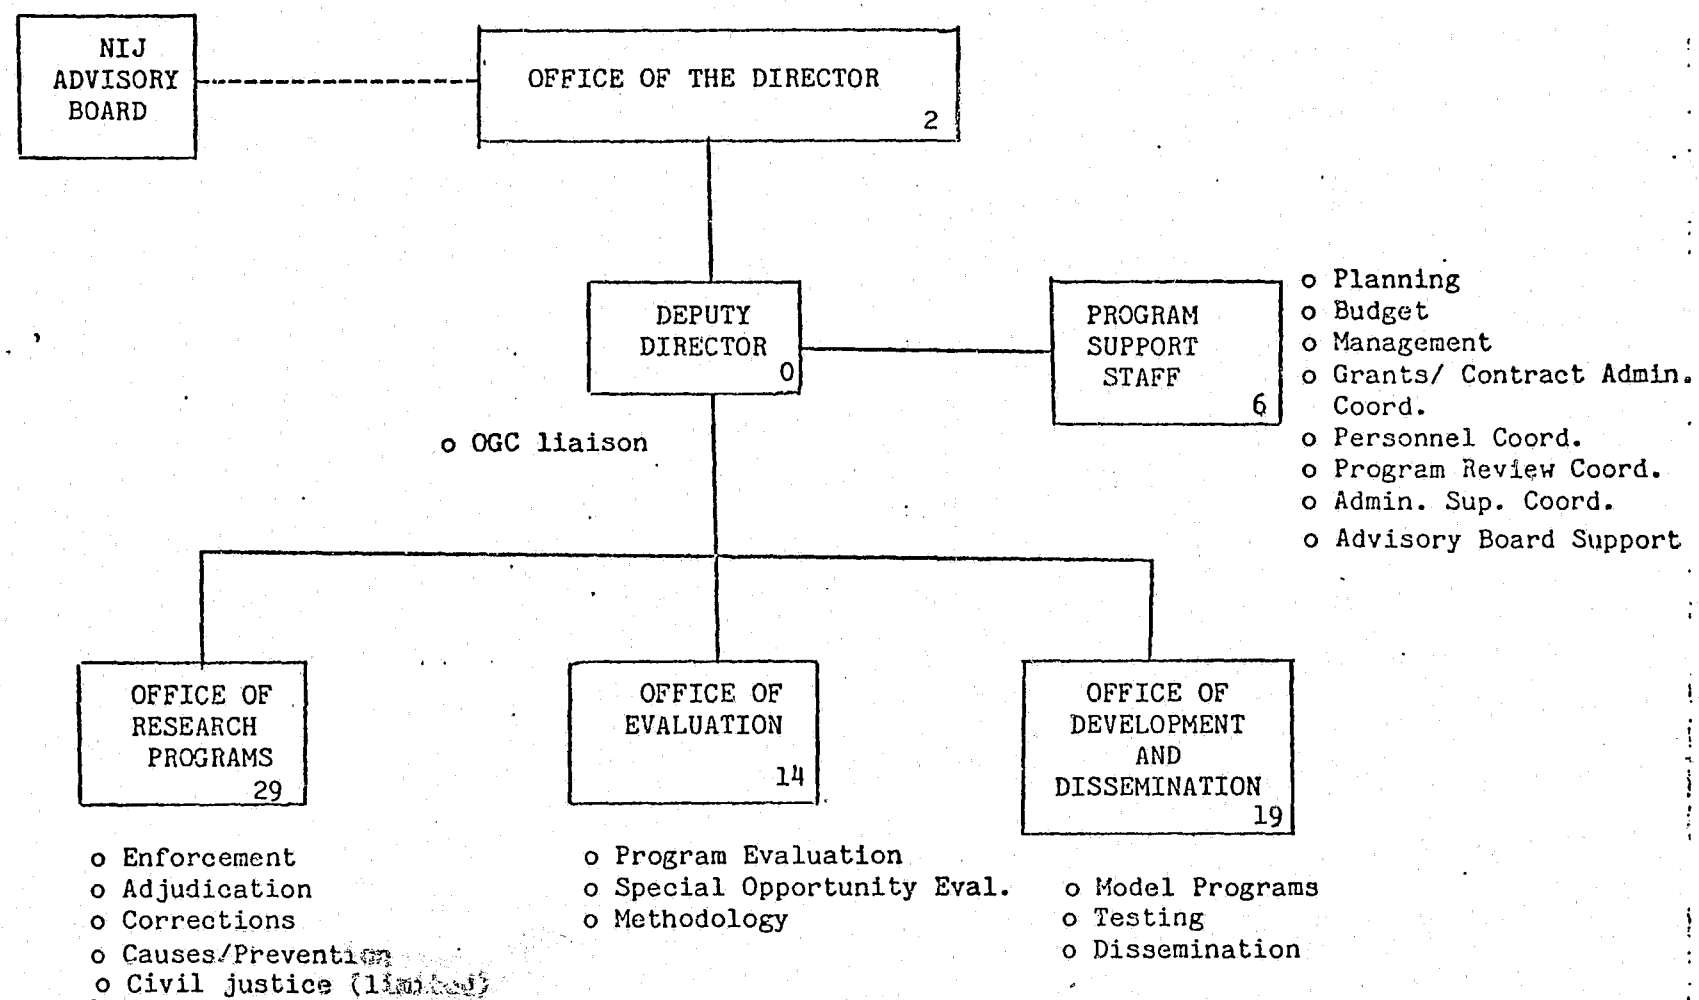 NIJ
ADVISORY
BOARD
OFFICE OF THE DIRECTOR
2
DEPUTY
DIRECTOR
0
PROGRAM
SUPPORT
STAFF
6
o Planning
o Budget
o Management
o Grants/ Contract Admin.
Coord.
o Personnel Coord.
o Program Review Coord.
o Admin. Sup. Coord.
o Advisory Board Support
o OGC liaison
OFFICE OF
RESEARCH
PROGRAMS
29
o Enforcement
o Adjudication
o Corrections
o Causes/Prevention
o Civil justice (limited)
OFFICE OF
EVALUATION
14
o Program Evaluation
o Special Opportunity Eval.
o Methodology
OFFICE OF
DEVELOPMENT
AND
DISSEMINATION
19
o Model Programs
o Testing
o Dissemination